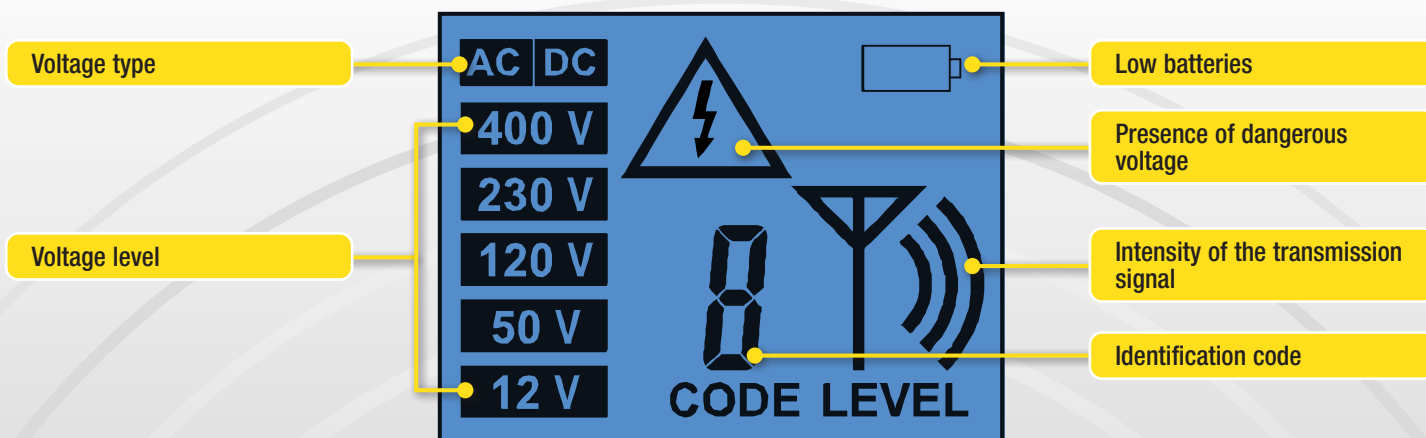 Voltage type
Voltage level
AC DC
400 V
230 V
120 V
50 V
12 V
8
CODE LEVEL
Low batteries
Presence of dangerous
voltage
Intensity of the transmission
signal
Identification code